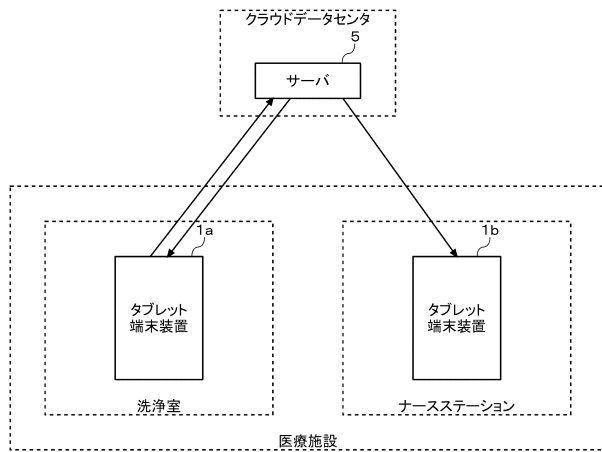 クラウドデータセンタ
5
サーバ
1a
1b
タブレット
端末装置
タブレット
端末装置
洗浄室
ナースステーション
医療施設